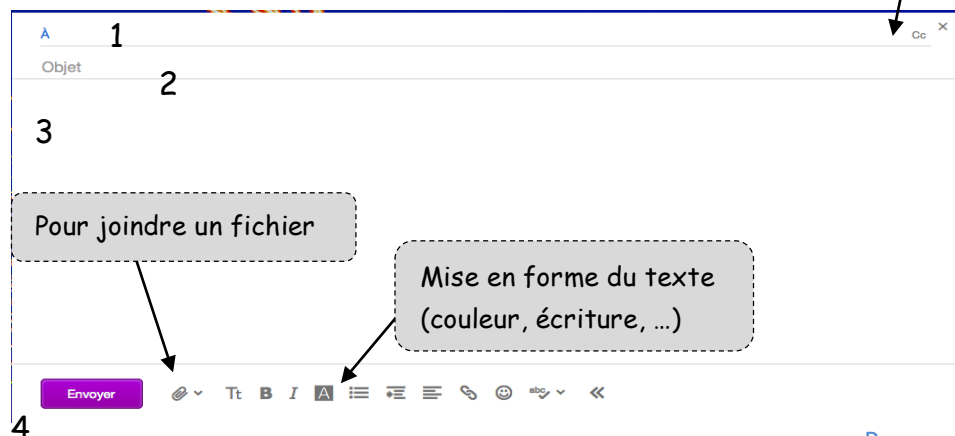 À 1 Cc ×
Objet
2
3
Pour joindre un fichier
Mise en forme du texte
(couleur, écriture, …)
Envoyer Tt B I A abc
4